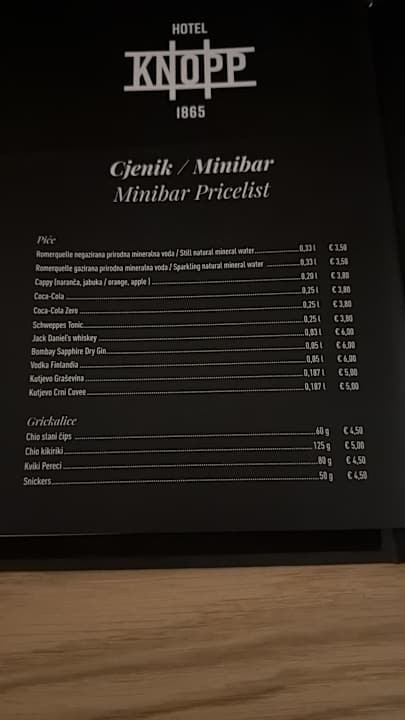 HOTEL
KNOPP
1865
Cjenik / Minibar
Minibar Pricelist
Piće
Romerquelle negazirana prirodna mineralna voda / Still natural mineral water 0,33 l € 3,50
Romerquelle gazirana prirodna mineralna voda / Sparkling natural mineral water 0,33 l € 3,50
Cappy (naranča, jabuka / orange, apple) 0,20 l € 3,80
Coca-Cola 0,25 l € 3,80
Coca-Cola Zero 0,25 l € 3,80
Schweppes Tonic 0,25 l € 3,80
Jack Daniel's whiskey 0,03 l € 6,00
Bombay Sapphire Dry Gin 0,05 l € 6,00
Vodka Finlandia 0,05 l € 6,00
Kutjevo Graševina 0,187 l € 5,00
Kutjevo Crni Cuvee 0,187 l € 5,00
Grickalice
Chio slani čips 60 g € 4,50
Chio kikiriki 125 g € 5,00
Kviki Pereci 80 g € 4,50
Snickers 50 g € 4,50